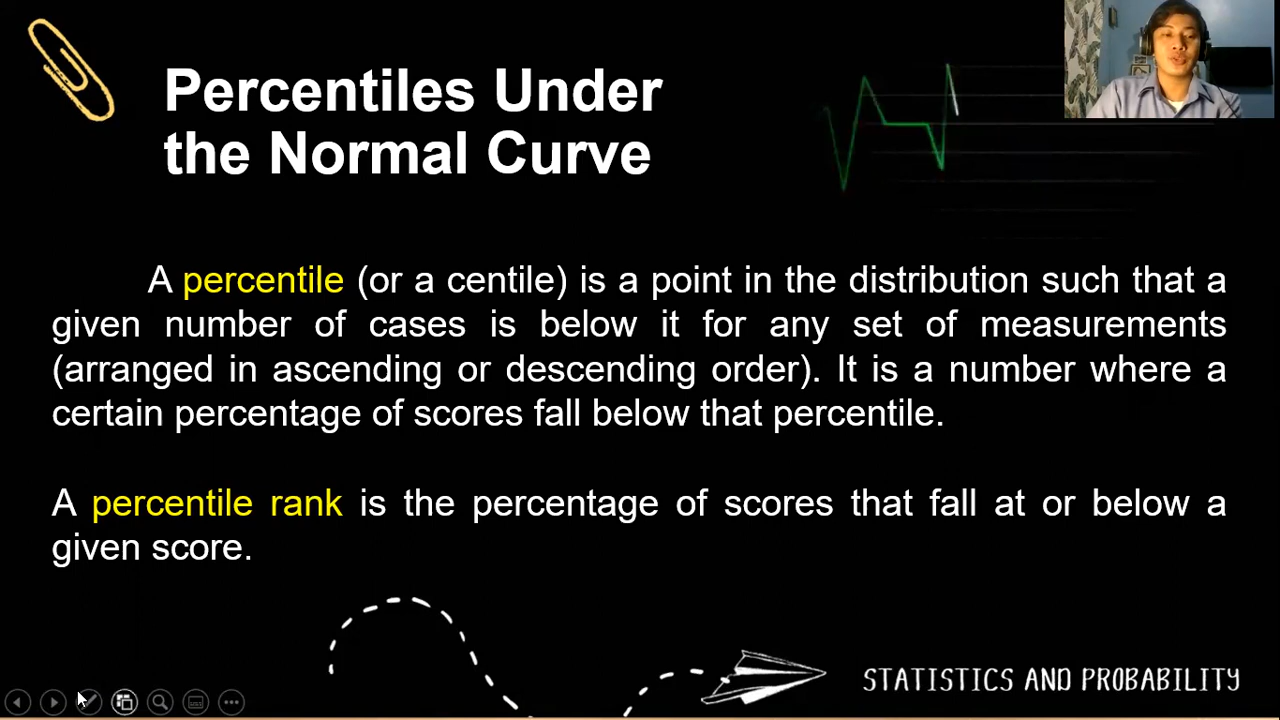 Percentiles Under
the Normal Curve
A percentile (or a centile) is a point in the distribution such that a
given number of cases is below it for any set of measurements
(arranged in ascending or descending order). It is a number where a
certain percentage of scores fall below that percentile.
A percentile rank is the percentage of scores that fall at or below a
given score.
STATISTICS AND PROBABILITY